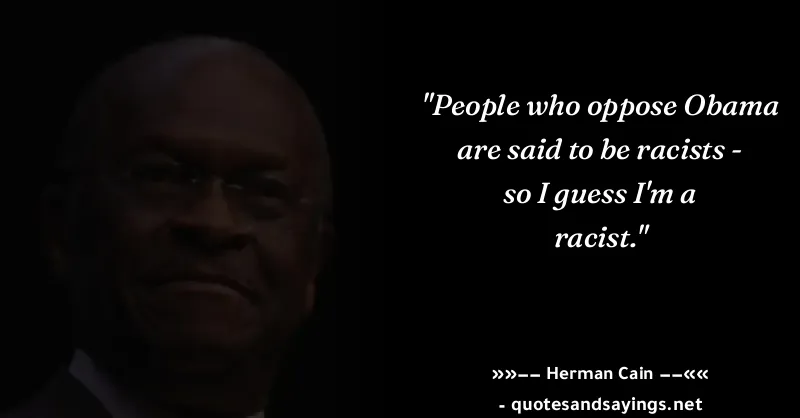 "People who oppose Obama
are said to be racists -
so I guess I'm a
racist."
»»−− Herman Cain −−««
- quotesandsayings.net